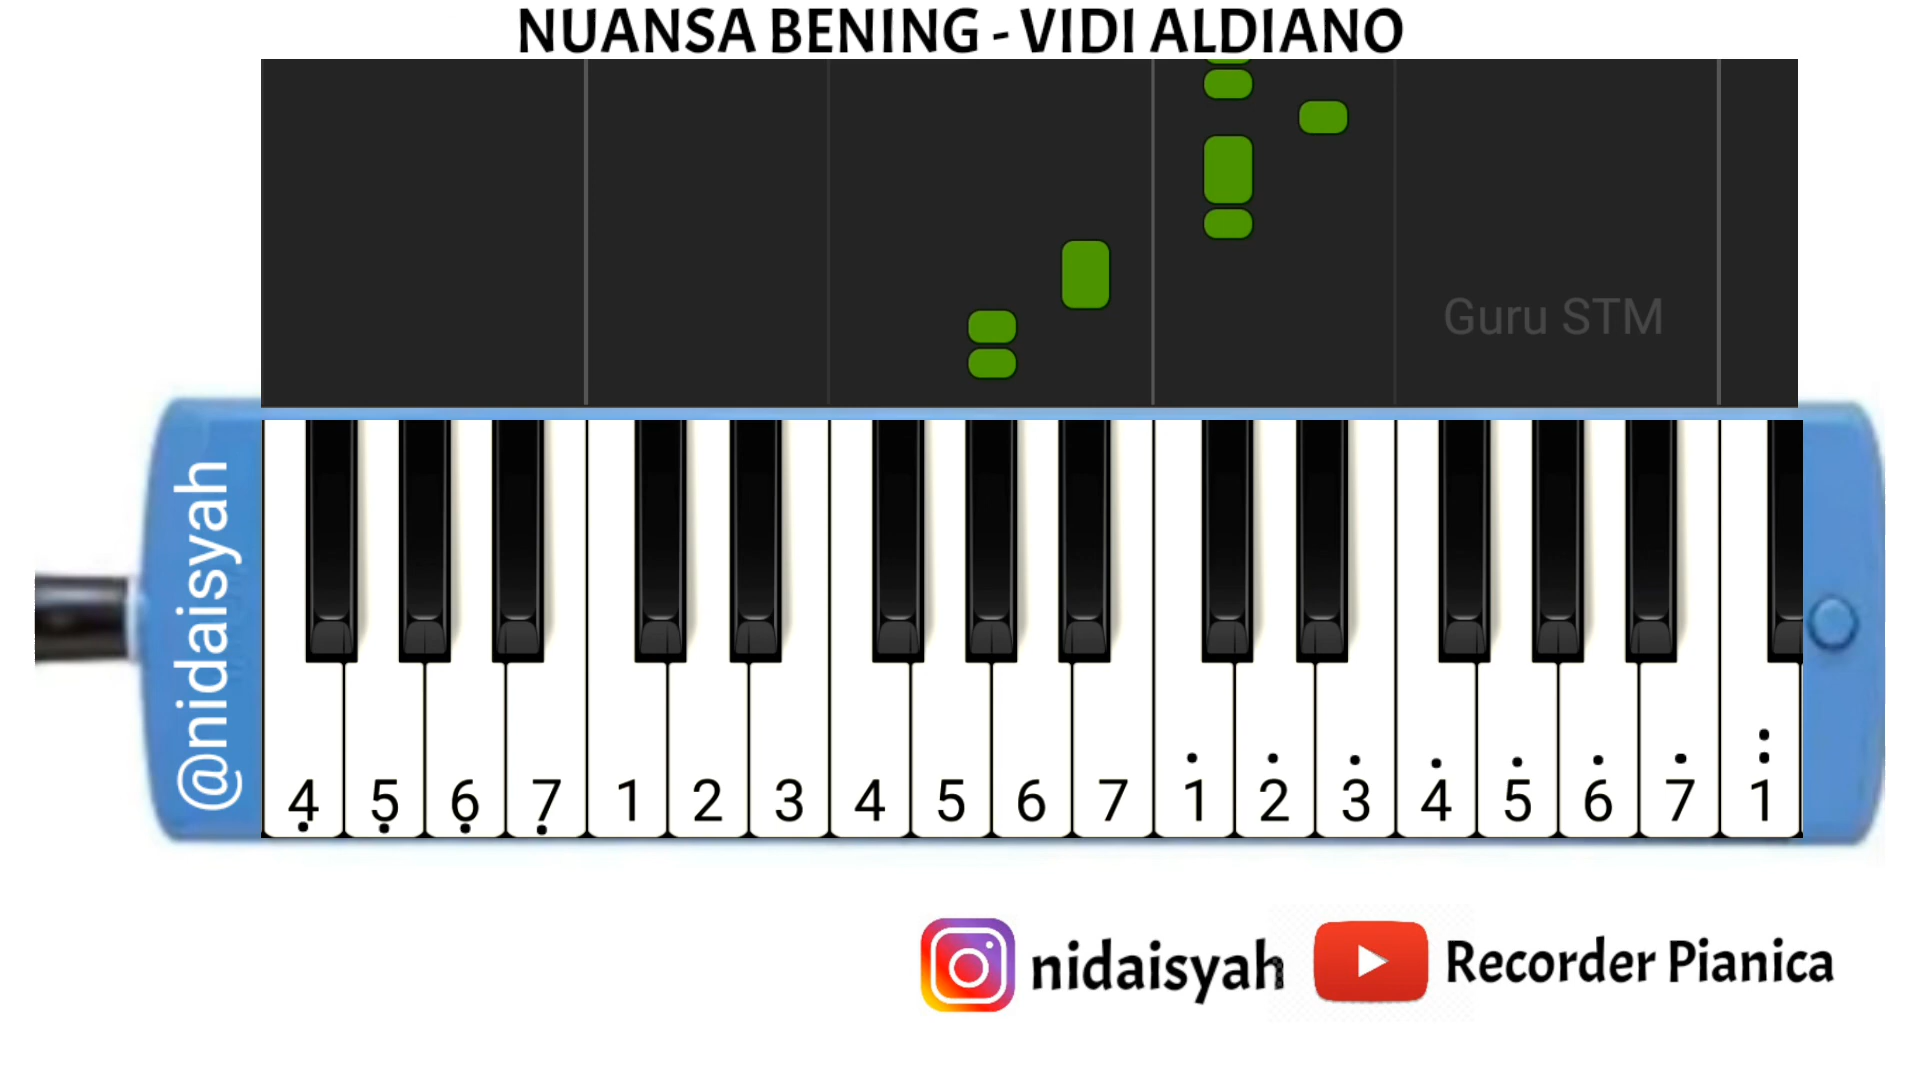 NUANSA BENING - VIDI ALDIANO
Guru STM
@nidaisyah
4̣ 5̣ 6̣ 7̣ 1 2 3 4 5 6 7 1̇ 2̇ 3̇ 4̇ 5̇ 6̇ 7̇ 1̈
nidaisyah
Recorder Pianica